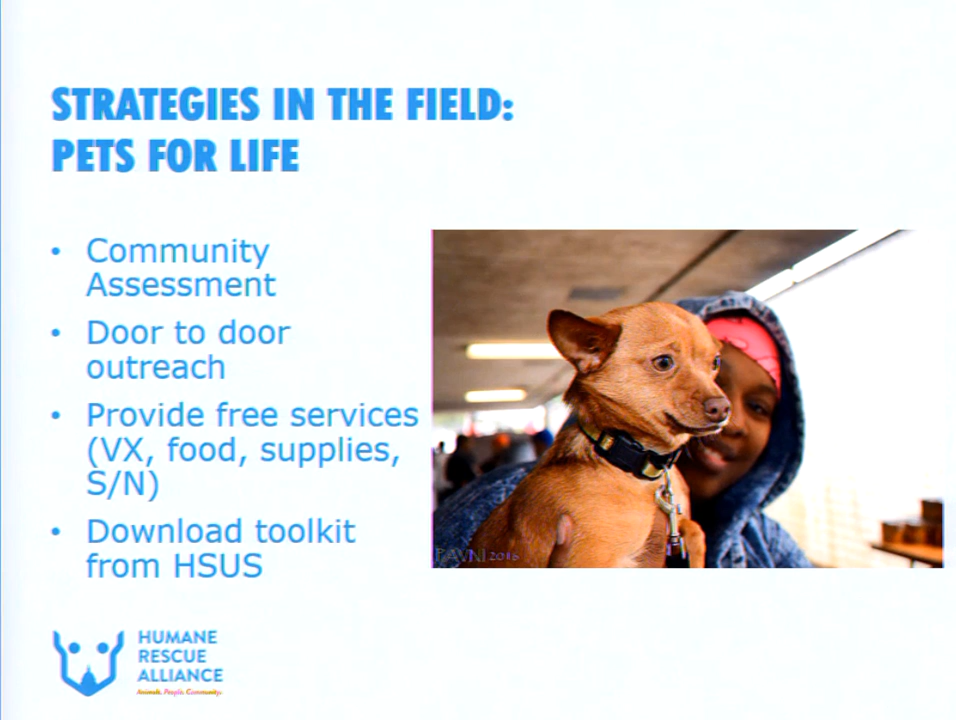 STRATEGIES IN THE FIELD:
PETS FOR LIFE
• Community
Assessment
• Door to door
outreach
• Provide free services
(VX, food, supplies,
S/N)
• Download toolkit
from HSUS
HUMANE
RESCUE
ALLIANCE
Animals. People. Community.
2016